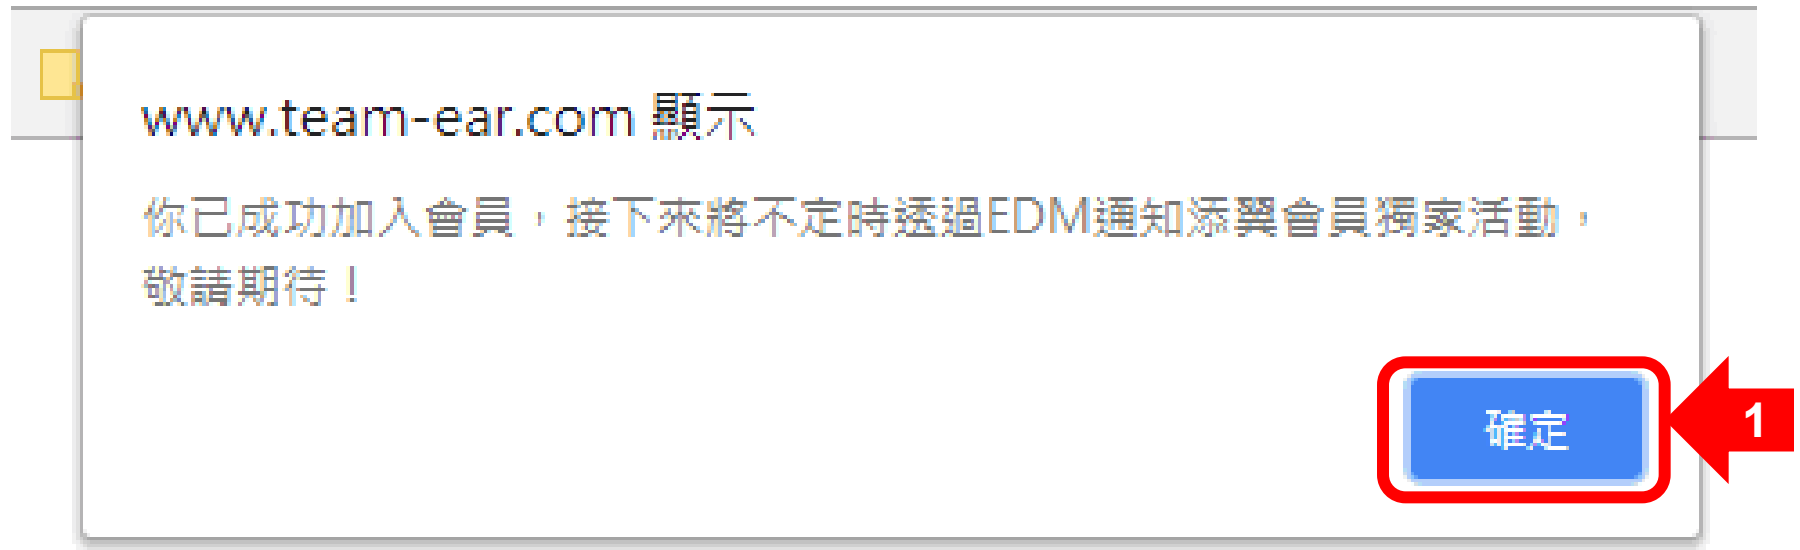 www.team-ear.com 顯示
你已成功加入會員，接下來將不定時透過EDM通知添翼會員獨家活動，
敬請期待！
確定
1